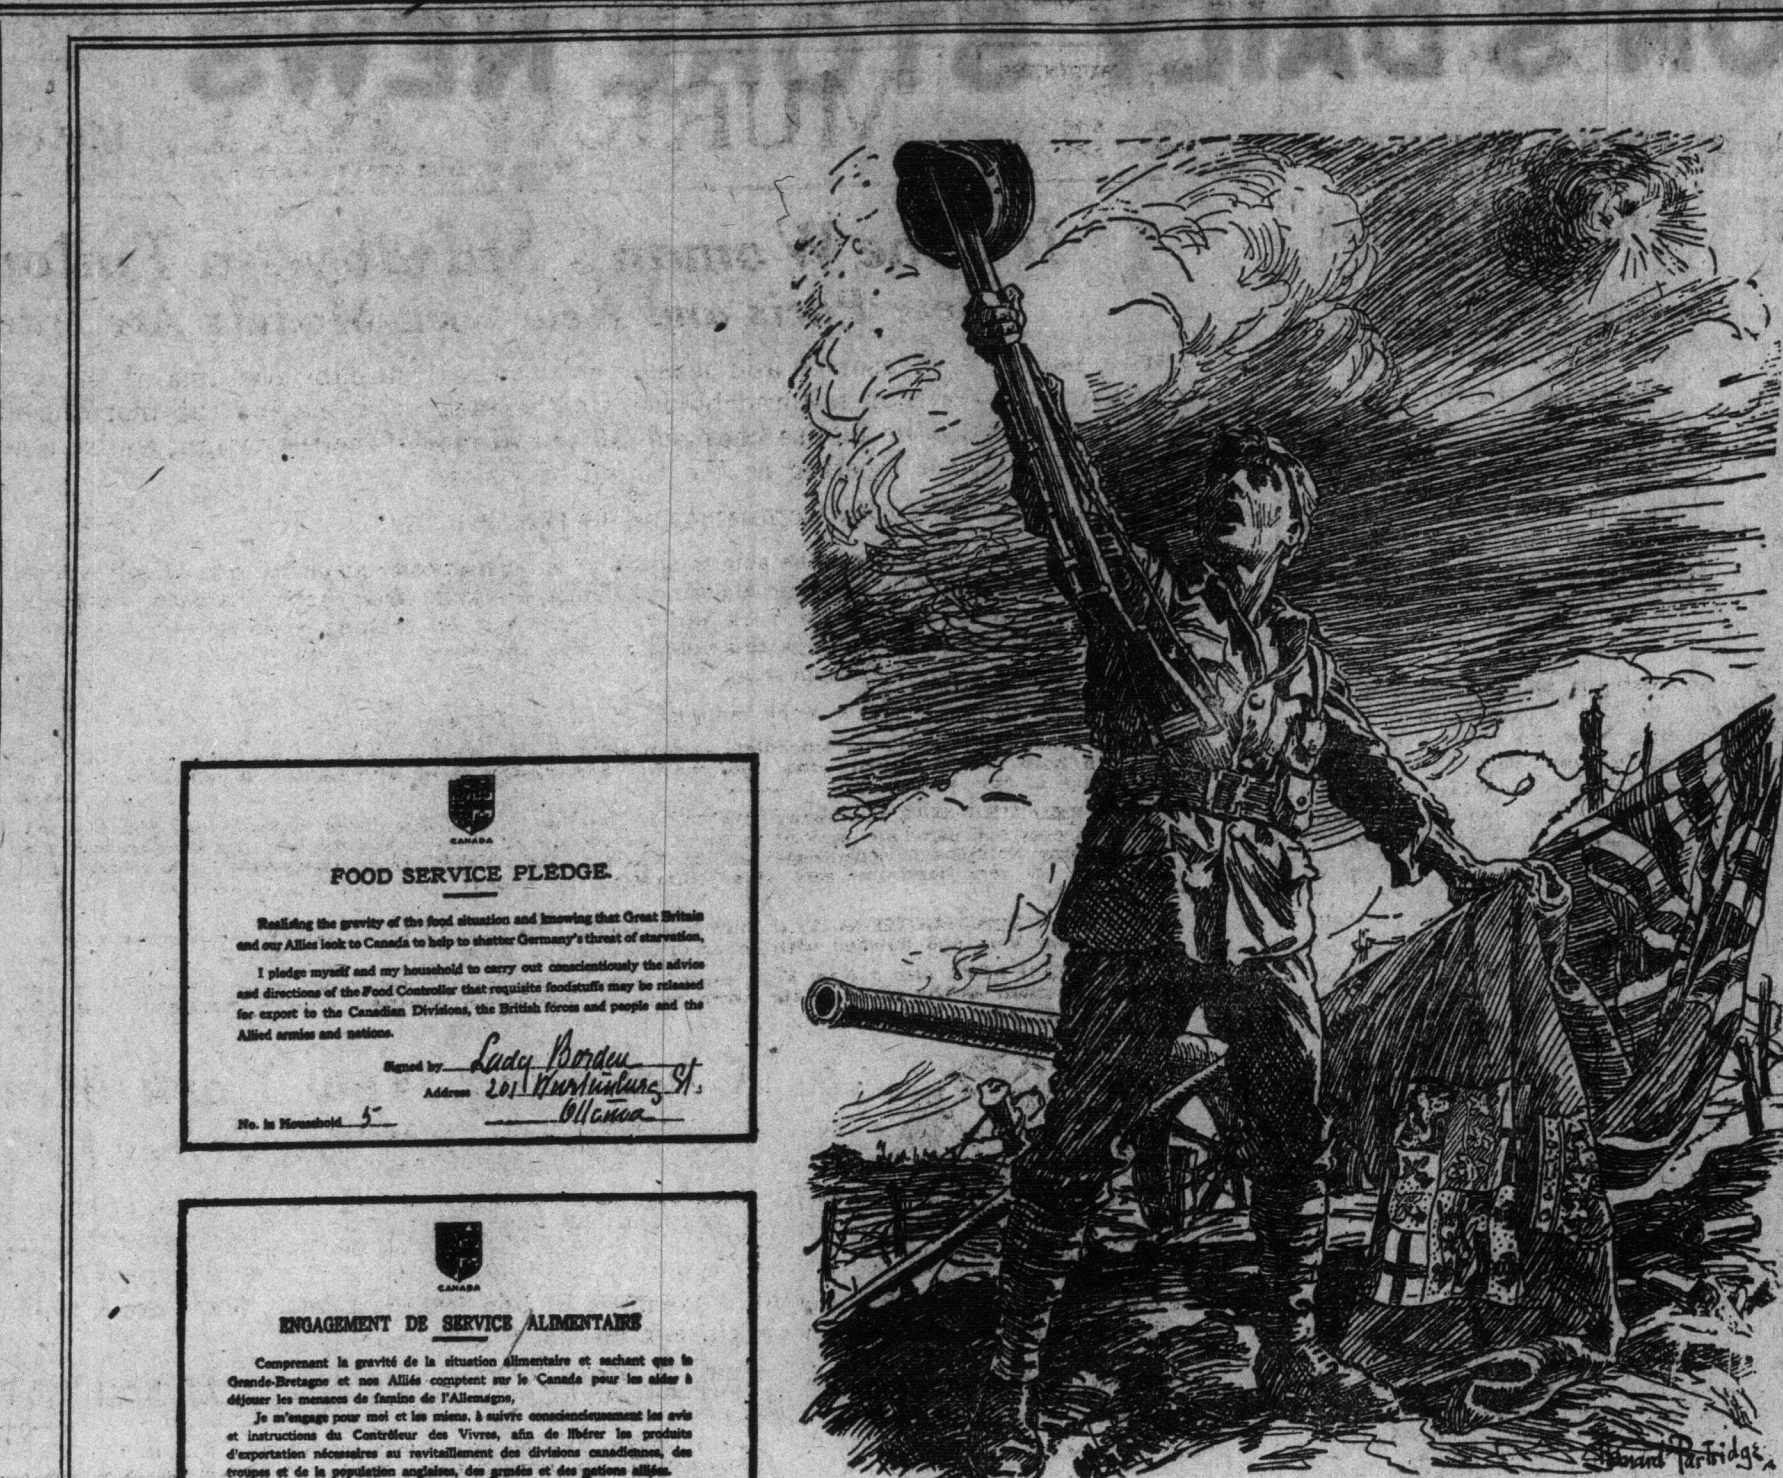 CANADA
FOOD SERVICE PLEDGE.
Realising the gravity of the food situation and knowing that Great Britain
and our Allies look to Canada to help to shatter Germany's threat of starvation,
I pledge myself and my household to carry out conscientiously the advice
and directions of the Food Controller that requisite foodstuffs may be released
for export to the Canadian Divisions, the British forces and people and the
Allied armies and nations.
Signed by Lady Borden
Address 201 St.
Ottawa
No. in Household 5
CANADA
ENGAGEMENT DE SERVICE ALIMENTAIRE
Comprenant la gravité de la situation alimentaire et sachant que la
Grande-Bretagne et nos Alliés comptent sur le Canada pour les aider à
déjouer les menaces de famine de l'Allemagne,
Je m'engage pour moi et les miens, à suivre consciencieusement les avis
et instructions du Contrôleur des Vivres, afin de libérer les produits
d'exportation nécessaires au ravitaillement des divisions canadiennes, des
troupes et de la population anglaises, des armées et des nations alliées.
Bernard Partridge